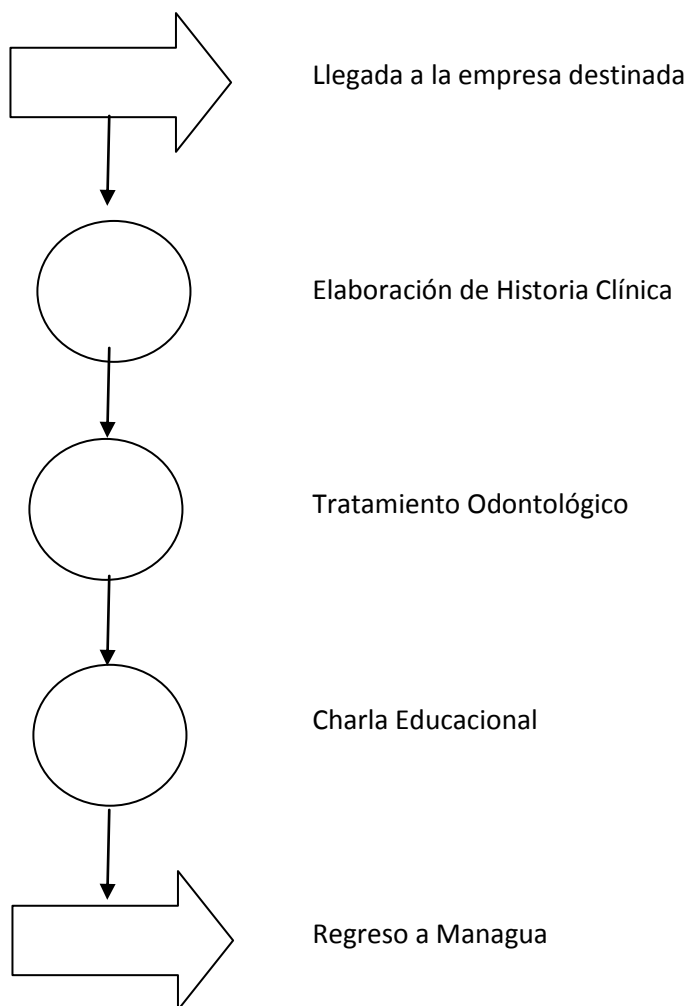 Llegada a la empresa destinada
Elaboración de Historia Clínica
Tratamiento Odontológico
Charla Educacional
Regreso a Managua